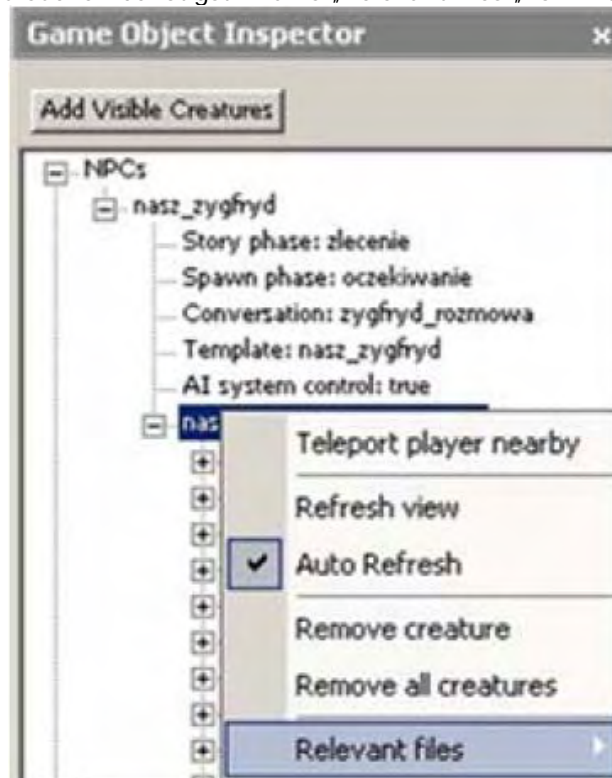 Game Object Inspector
Add Visible Creatures
NPCs
nasz_zygfryd
Story phase: zlecenie
Spawn phase: oczekiwanie
Conversation: zygfryd_rozmowa
Template: nasz_zygfryd
AI system control: true
nas
Teleport player nearby
Refresh view
Auto Refresh
Remove creature
Remove all creatures
Relevant files